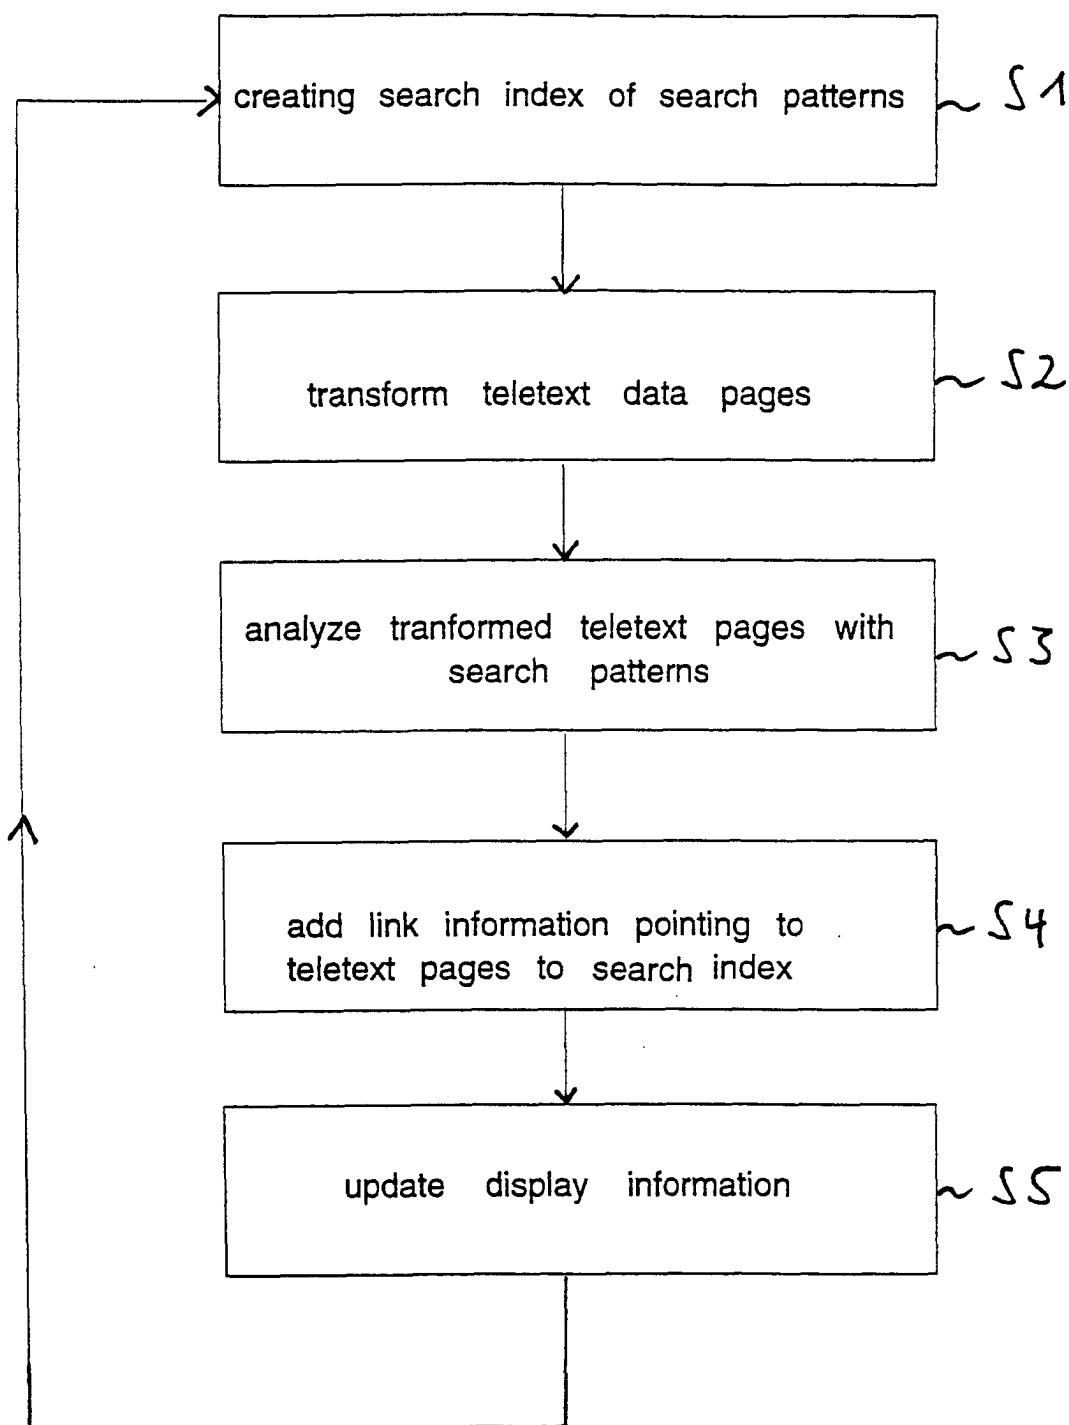 creating search index of search patterns
S1
transform teletext data pages
S2
analyze tranformed teletext pages with
search patterns
S3
add link information pointing to
teletext pages to search index
S4
update display information
S5